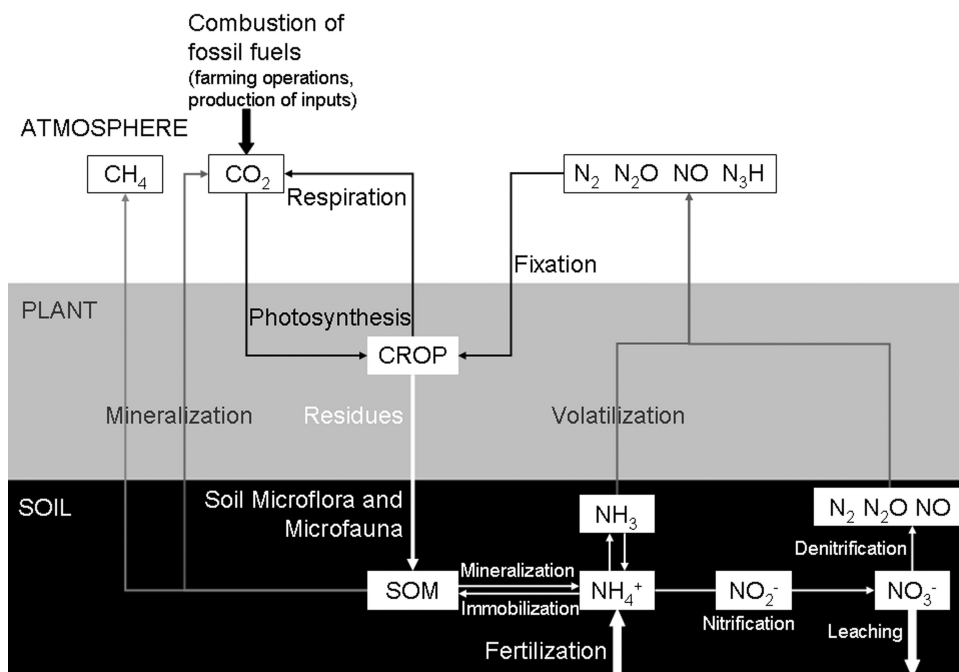 Combustion of
fossil fuels
(farming operations,
production of inputs)
ATMOSPHERE
CH₄
CO₂
N₂ N₂O NO N₃H
Respiration
Fixation
PLANT
Photosynthesis
CROP
Mineralization
Residues
Volatilization
SOIL
Soil Microflora and
Microfauna
NH₃
N₂ N₂O NO
Denitrification
SOM
Mineralization
Immobilization
NH₄⁺
NO₂⁻
Nitrification
NO₃⁻
Leaching
Fertilization